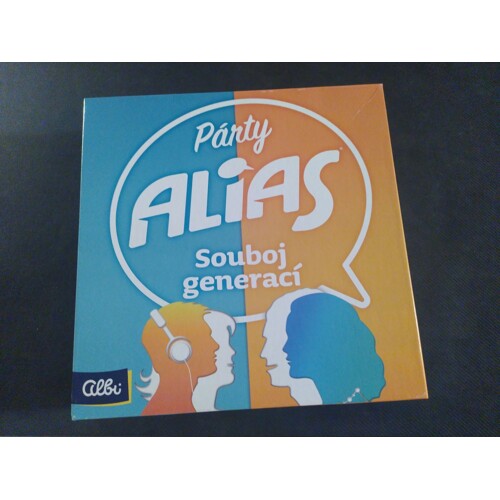 Párty
ALIAS
Souboj
generací
albi